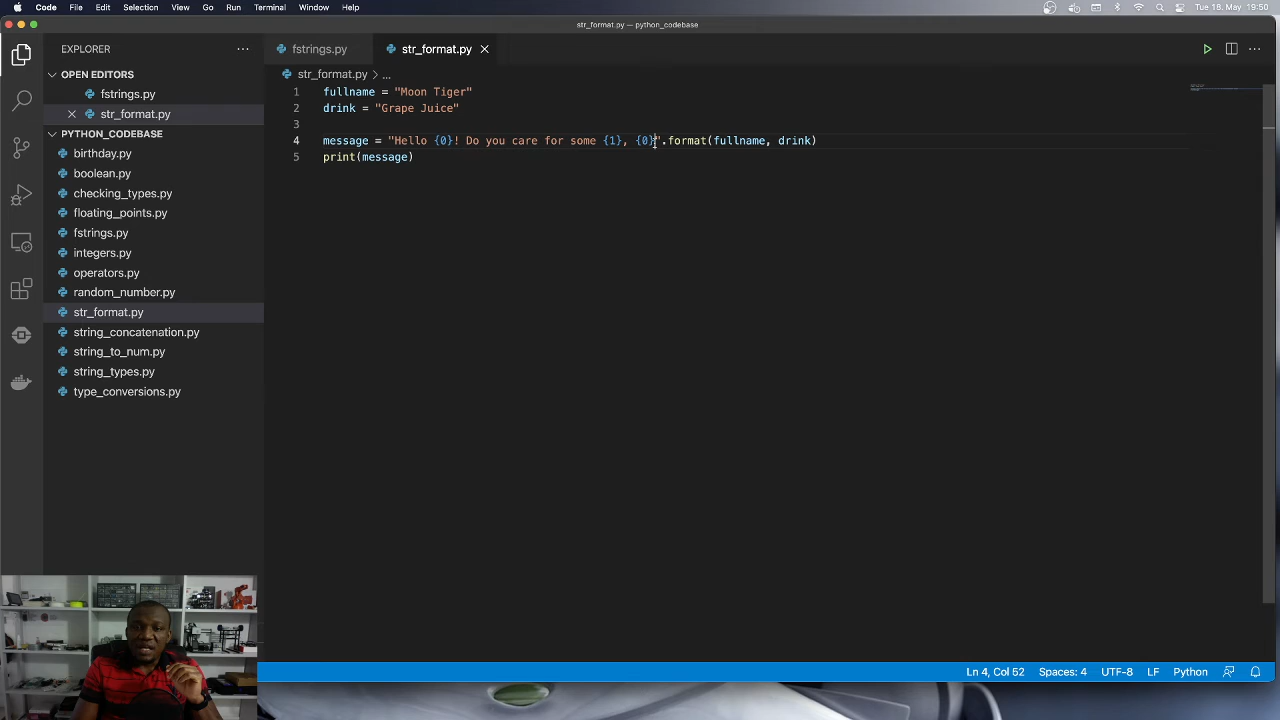 Code File Edit Selection View Go Run Terminal Window Help
Tue 18. May 19:50
str_format.py — python_codebase
EXPLORER
fstrings.py
str_format.py
OPEN EDITORS
fstrings.py
str_format.py
PYTHON_CODEBASE
birthday.py
boolean.py
checking_types.py
floating_points.py
fstrings.py
integers.py
operators.py
random_number.py
str_format.py
string_concatenation.py
string_to_num.py
string_types.py
type_conversions.py
str_format.py > ...
1 fullname = "Moon Tiger"
2 drink = "Grape Juice"
3
4 message = "Hello {0}! Do you care for some {1}, {0}".format(fullname, drink)
5 print(message)
Ln 4, Col 52 Spaces: 4 UTF-8 LF Python